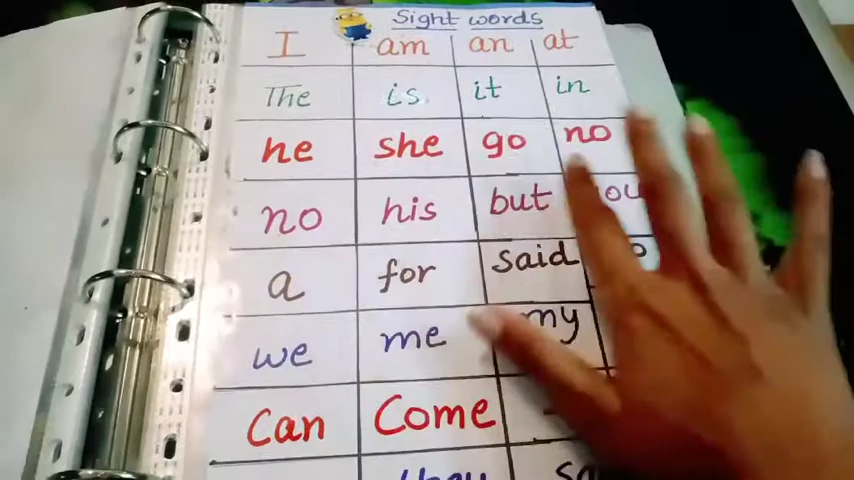 Sight words
I am an at
The is it in
he she go no
no his but
a for said
we me my
Can Come
they